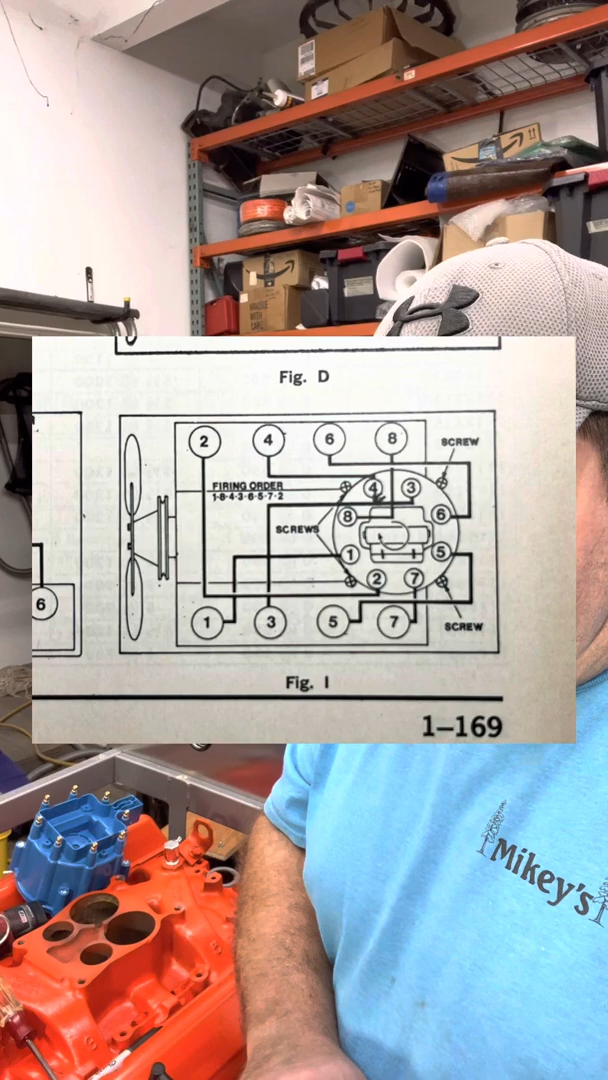 Fig. D
2 4 6 8
SCREW
FIRING ORDER
1-8-4-3-6-5-7-2
4 3
8 6
SCREWS
1 5
2 7
6
1 3 5 7
SCREW
Fig. I
1–169
Mikey's